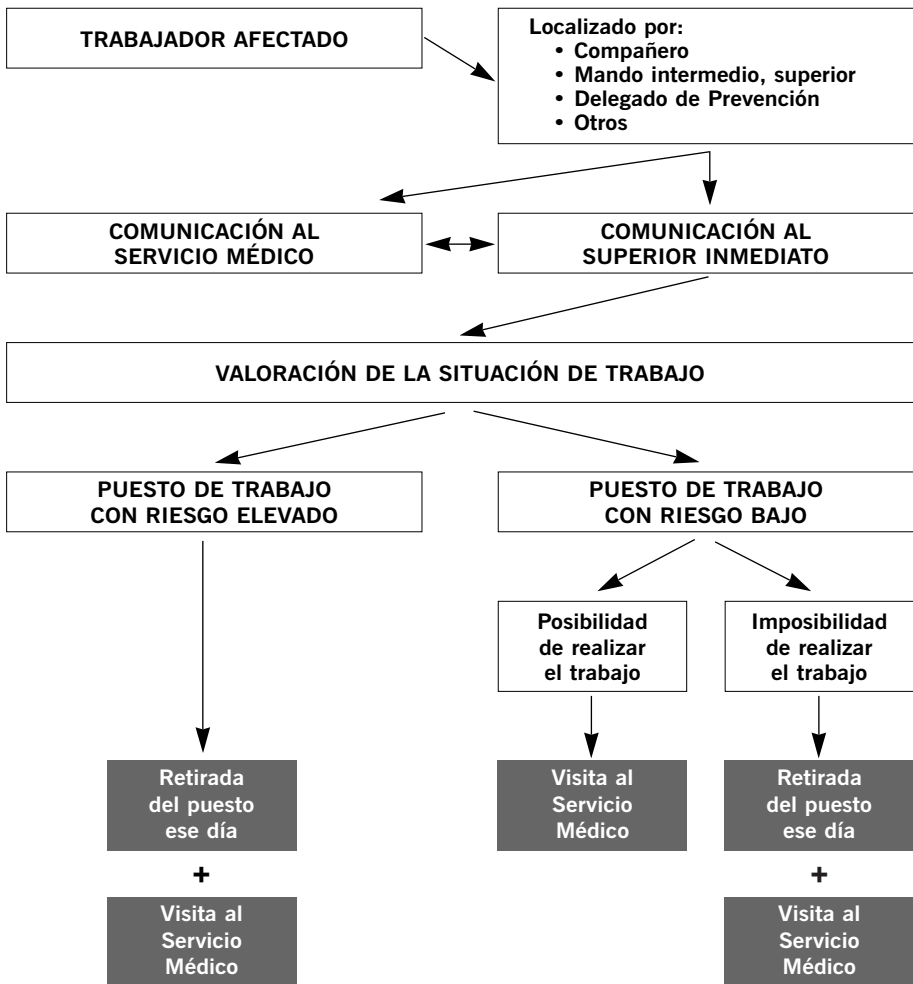 TRABAJADOR AFECTADO
Localizado por:
• Compañero
• Mando intermedio, superior
• Delegado de Prevención
• Otros
COMUNICACIÓN AL
SERVICIO MÉDICO
COMUNICACIÓN AL
SUPERIOR INMEDIATO
VALORACIÓN DE LA SITUACIÓN DE TRABAJO
PUESTO DE TRABAJO
CON RIESGO ELEVADO
PUESTO DE TRABAJO
CON RIESGO BAJO
Posibilidad
de realizar
el trabajo
Imposibilidad
de realizar
el trabajo
Retirada
del puesto
ese día
+
Visita al
Servicio
Médico
Visita al
Servicio
Médico
Retirada
del puesto
ese día
+
Visita al
Servicio
Médico